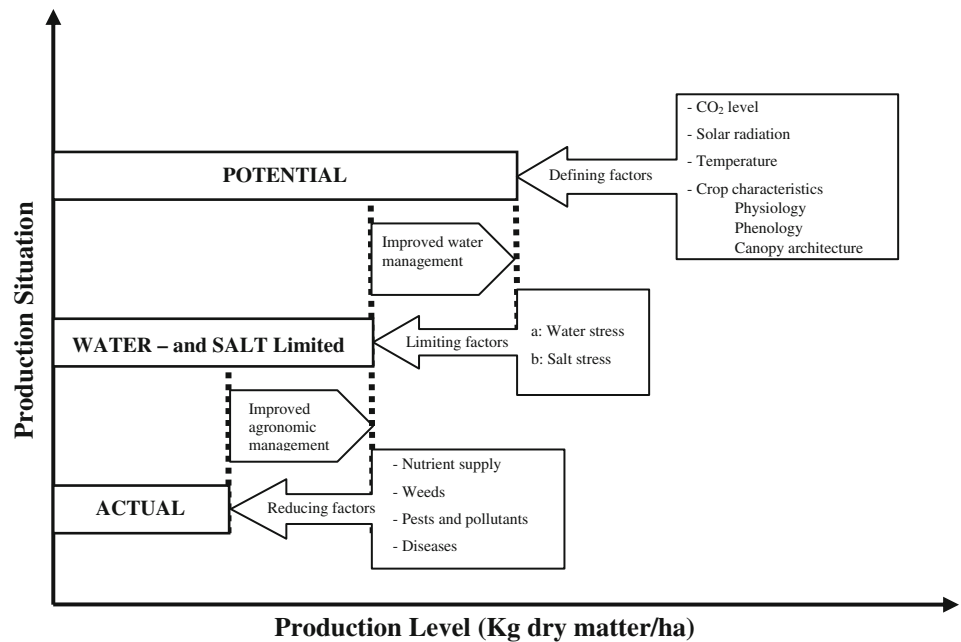 - CO₂ level
- Solar radiation
- Temperature
- Crop characteristics
Physiology
Phenology
Canopy architecture
Defining factors
POTENTIAL
Improved water
management
WATER – and SALT Limited
Limiting factors
a: Water stress
b: Salt stress
Improved
agronomic
management
ACTUAL
Reducing factors
- Nutrient supply
- Weeds
- Pests and pollutants
- Diseases
Production Situation
Production Level (Kg dry matter/ha)